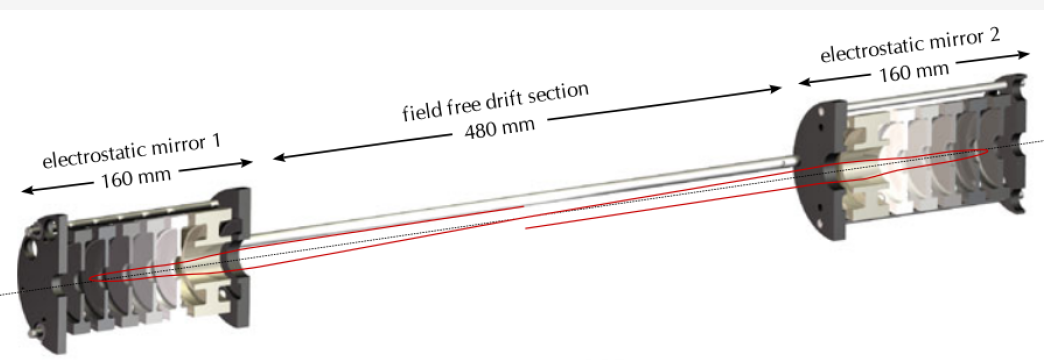 electrostatic mirror 1
160 mm
field free drift section
480 mm
electrostatic mirror 2
160 mm